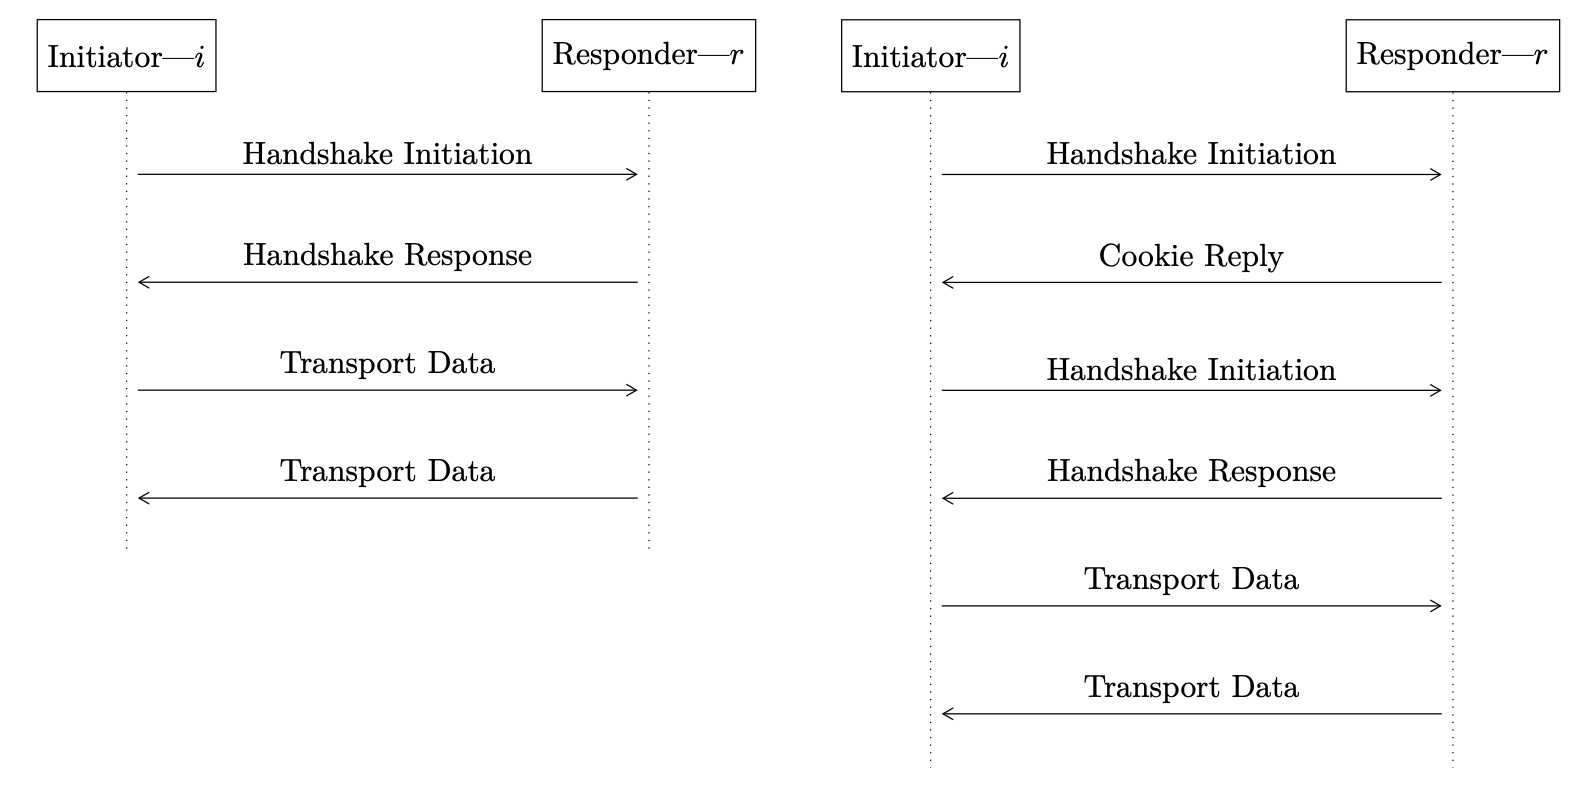 Initiator—i
Responder—r
Handshake Initiation
Handshake Response
Transport Data
Transport Data
Initiator—i
Responder—r
Handshake Initiation
Cookie Reply
Handshake Initiation
Handshake Response
Transport Data
Transport Data